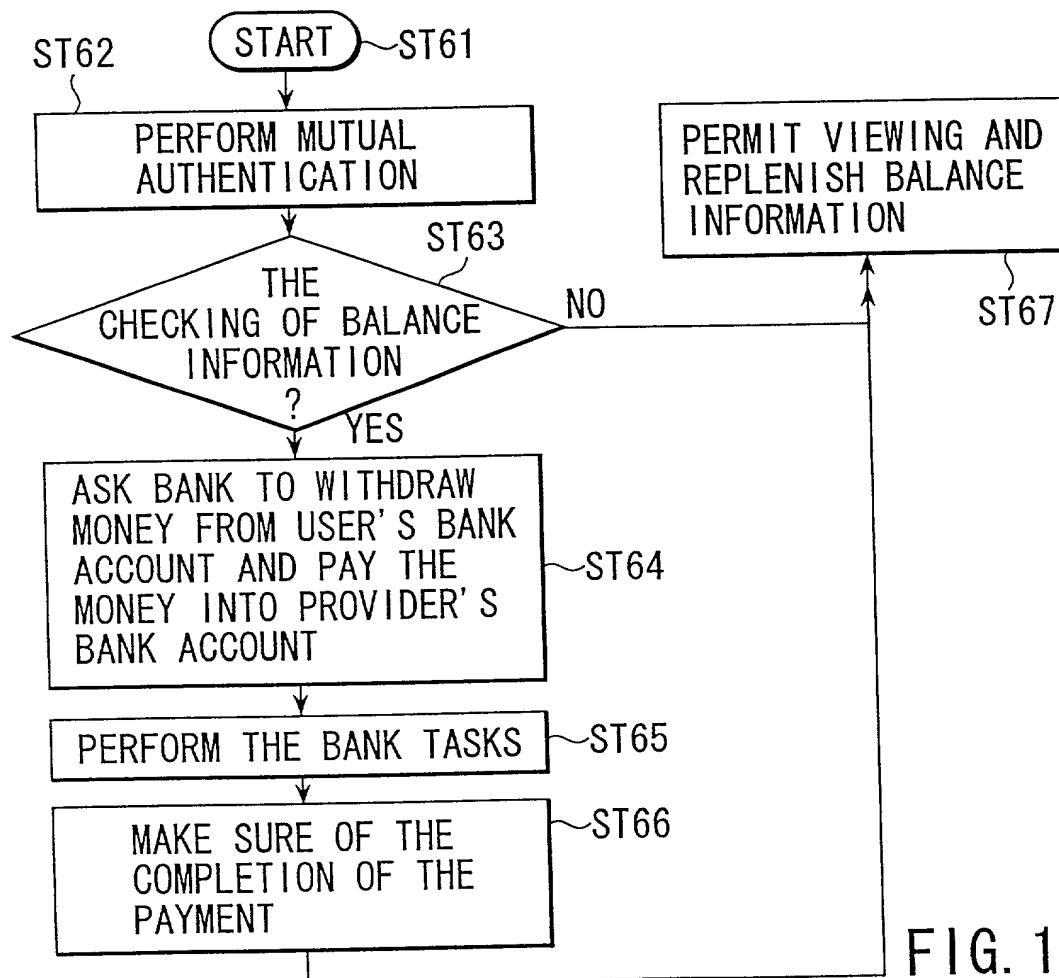 START
ST61
ST62
PERFORM MUTUAL
AUTHENTICATION
ST63
THE
CHECKING OF BALANCE
INFORMATION
?
NO
YES
ASK BANK TO WITHDRAW
MONEY FROM USER'S BANK
ACCOUNT AND PAY THE
MONEY INTO PROVIDER'S
BANK ACCOUNT
ST64
PERFORM THE BANK TASKS
ST65
MAKE SURE OF THE
COMPLETION OF THE
PAYMENT
ST66
PERMIT VIEWING AND
REPLENISH BALANCE
INFORMATION
ST67
FIG. 1